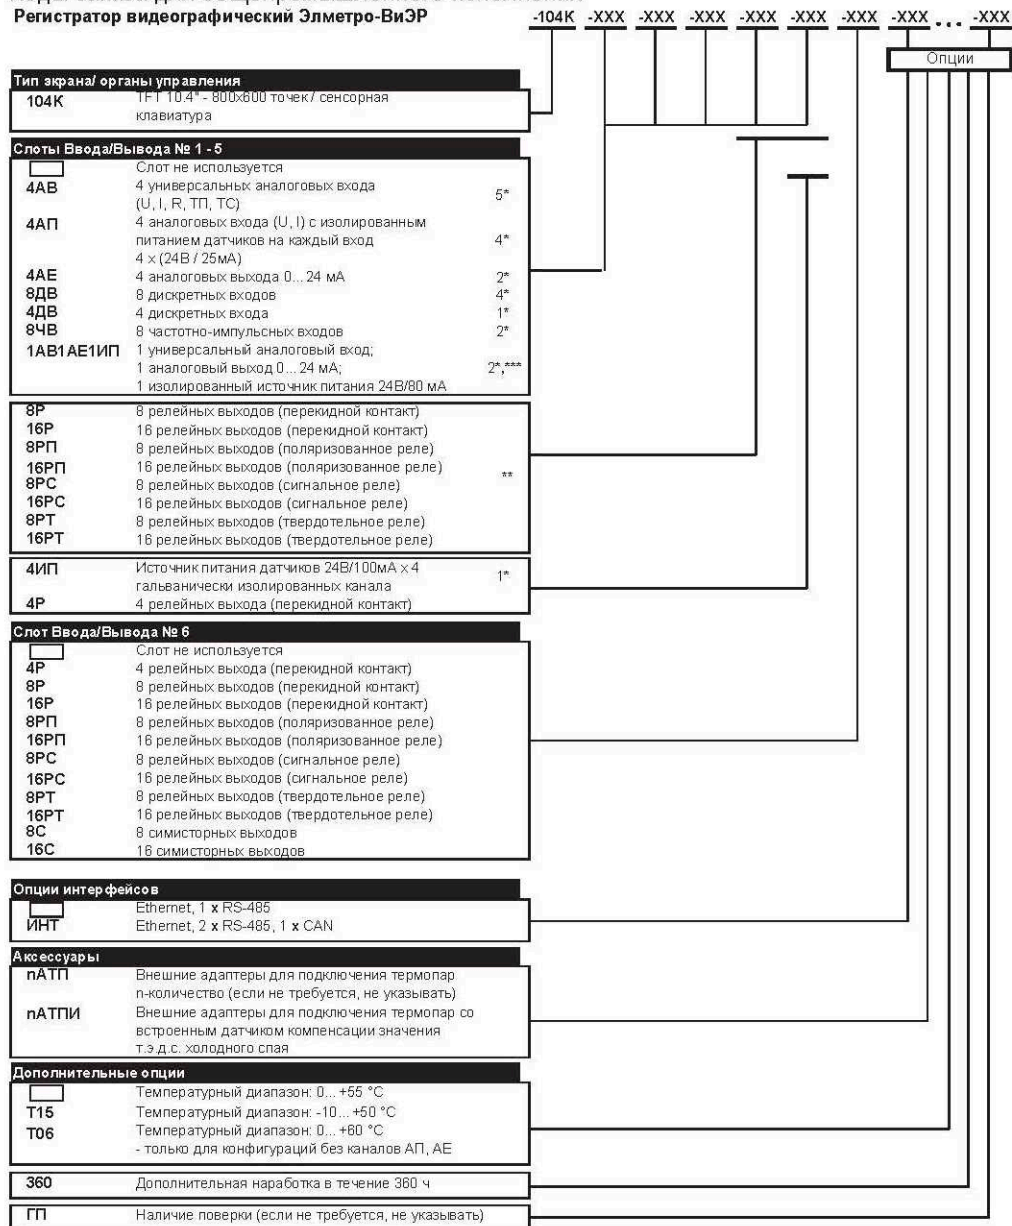 Регистратор видеографический Элметро-ВиЭР
-104К -XXX -XXX -XXX -XXX -XXX -XXX -XXX ... -XXX
Опции
Тип экрана/ органы управления
104К TFT 10.4" - 800x600 точек / сенсорная
клавиатура
Слоты Ввода/Вывода № 1 - 5
Слот не используется
4АВ 4 универсальных аналоговых входа
(U, I, R, ТП, ТС) 5*
4АП 4 аналоговых входа (U, I) с изолированным
питанием датчиков на каждый вход 4*
4 x (24В / 25мА)
4АЕ 4 аналоговых выхода 0... 24 мА 2*
8ДВ 8 дискретных входов 4*
4ДВ 4 дискретных входа 1*
8ЧВ 8 частотно-импульсных входов 2*
1АВ1АЕ1ИП 1 универсальный аналоговый вход;
1 аналоговый выход 0... 24 мА; 2*,***
1 изолированный источник питания 24В/80 мА
8Р 8 релейных выходов (перекидной контакт)
16Р 16 релейных выходов (перекидной контакт)
8РП 8 релейных выходов (поляризованное реле)
16РП 16 релейных выходов (поляризованное реле) **
8РС 8 релейных выходов (сигнальное реле)
16РС 16 релейных выходов (сигнальное реле)
8РТ 8 релейных выходов (твердотельное реле)
16РТ 16 релейных выходов (твердотельное реле)
4ИП Источник питания датчиков 24В/100мА x 4
гальванически изолированных канала 1*
4Р 4 релейных выхода (перекидной контакт)
Слот Ввода/Вывода № 6
Слот не используется
4Р 4 релейных выхода (перекидной контакт)
8Р 8 релейных выходов (перекидной контакт)
16Р 16 релейных выходов (перекидной контакт)
8РП 8 релейных выходов (поляризованное реле)
16РП 16 релейных выходов (поляризованное реле)
8РС 8 релейных выходов (сигнальное реле)
16РС 16 релейных выходов (сигнальное реле)
8РТ 8 релейных выходов (твердотельное реле)
16РТ 16 релейных выходов (твердотельное реле)
8С 8 симисторных выходов
16С 16 симисторных выходов
Опции интерфейсов
Ethernet, 1 x RS-485
ИНТ Ethernet, 2 x RS-485, 1 x CAN
Аксессуары
nАТП Внешние адаптеры для подключения термопар
n-количество (если не требуется, не указывать)
nАТПИ Внешние адаптеры для подключения термопар со
встроенным датчиком компенсации значения
т.э.д.с. холодного спая
Дополнительные опции
Температурный диапазон: 0... +55 °C
Т15 Температурный диапазон: -10... +50 °C
Т06 Температурный диапазон: 0... +60 °C
- только для конфигураций без каналов АП, АЕ
360 Дополнительная наработка в течение 360 ч
ГП Наличие поверки (если не требуется, не указывать)